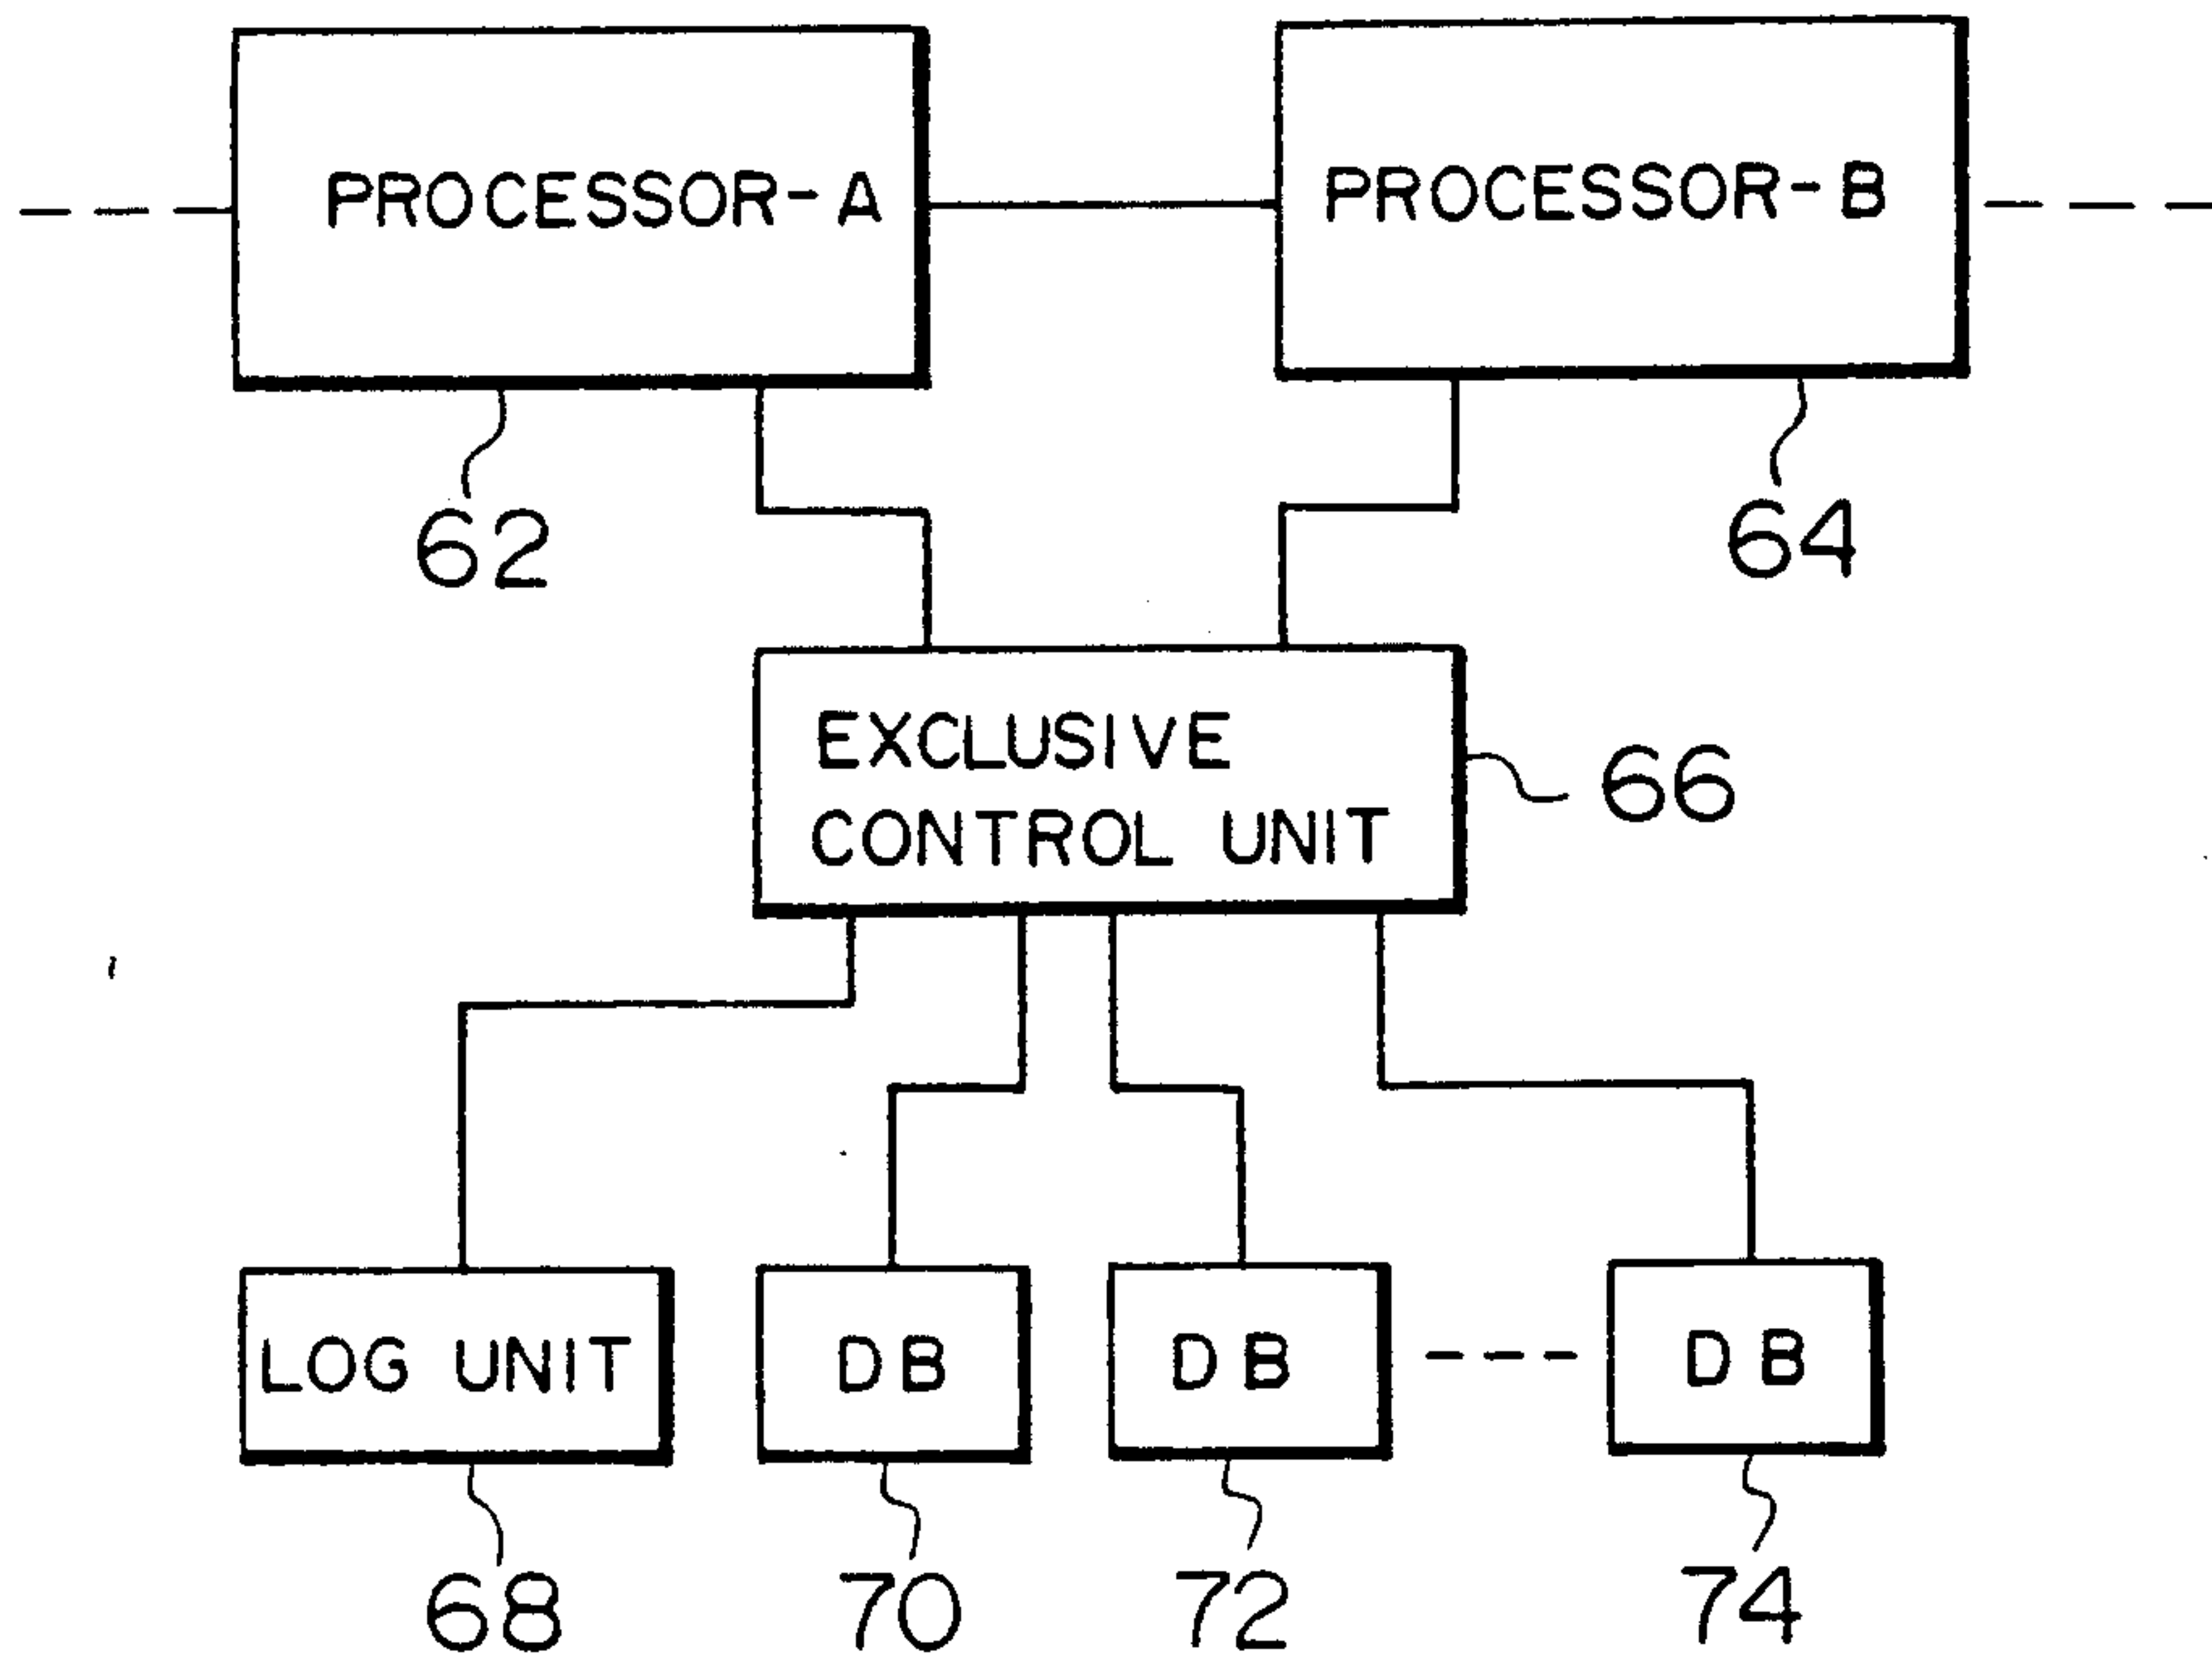 PROCESSOR-A
PROCESSOR-B
62
64
EXCLUSIVE
CONTROL UNIT
66
LOG UNIT
DB
DB
DB
68
70
72
74